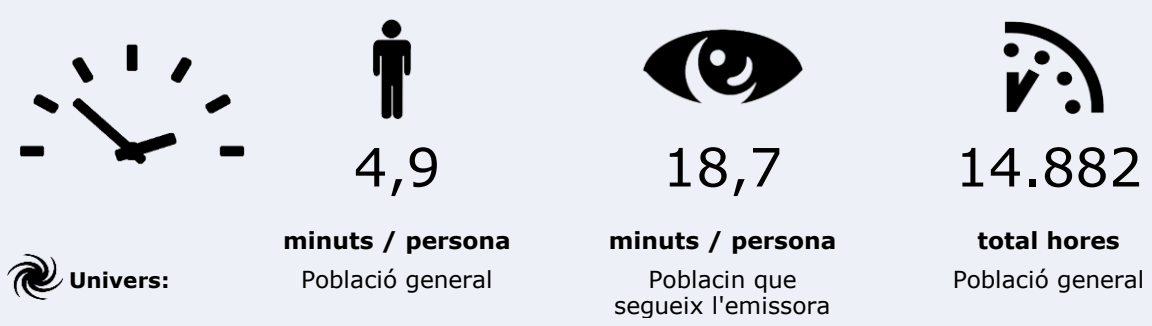 4,9
18,7
14.882
minuts / persona
minuts / persona
total hores
Univers:
Població general
Poblacin que
segueix l'emissora
Població general